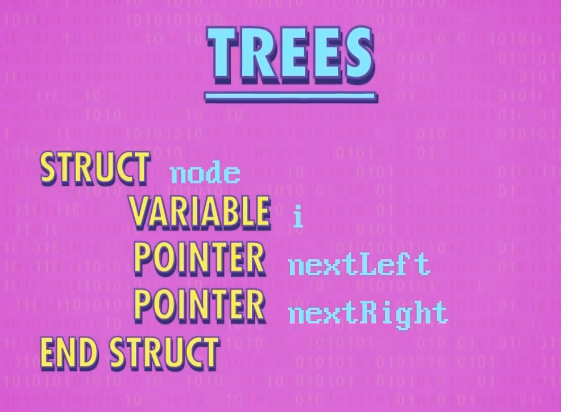 TREES
STRUCT node
VARIABLE i
POINTER nextLeft
POINTER nextRight
END STRUCT